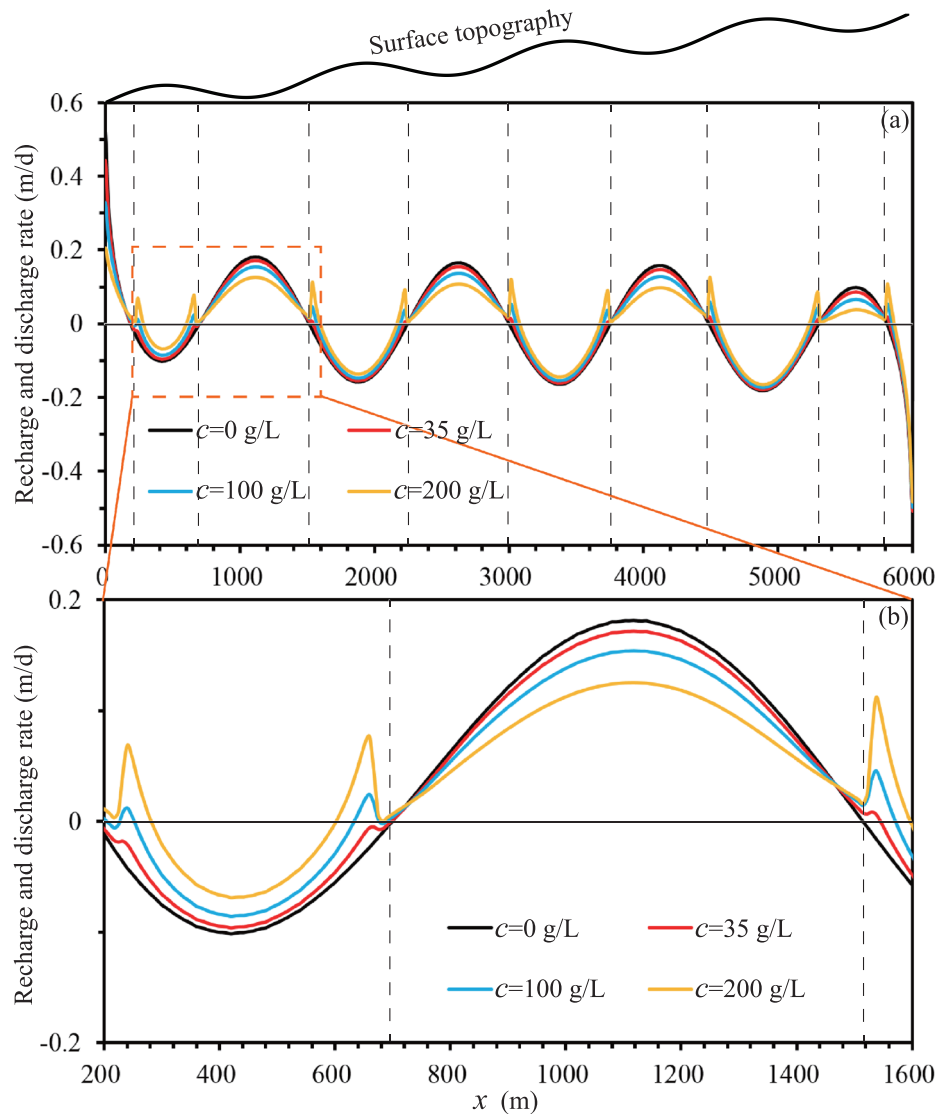 Surface topography
(a)
Recharge and discharge rate (m/d)
0.6
0.4
0.2
0
-0.2
-0.4
-0.6
c=0 g/L
c=35 g/L
c=100 g/L
c=200 g/L
0
1000
2000
3000
4000
5000
6000
(b)
Recharge and discharge rate (m/d)
0.2
0
-0.2
c=0 g/L
c=35 g/L
c=100 g/L
c=200 g/L
200
400
600
800
1000
1200
1400
1600
x (m)